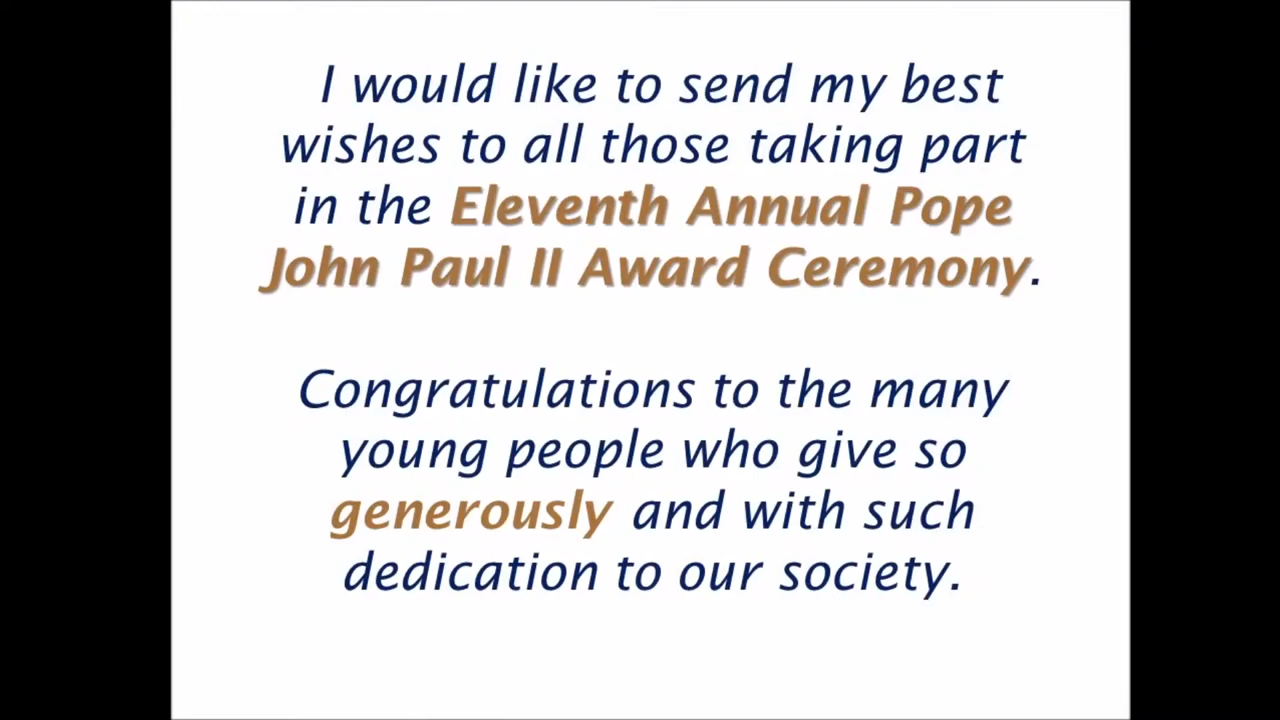 I would like to send my best
wishes to all those taking part
in the Eleventh Annual Pope
John Paul II Award Ceremony.
Congratulations to the many
young people who give so
generously and with such
dedication to our society.